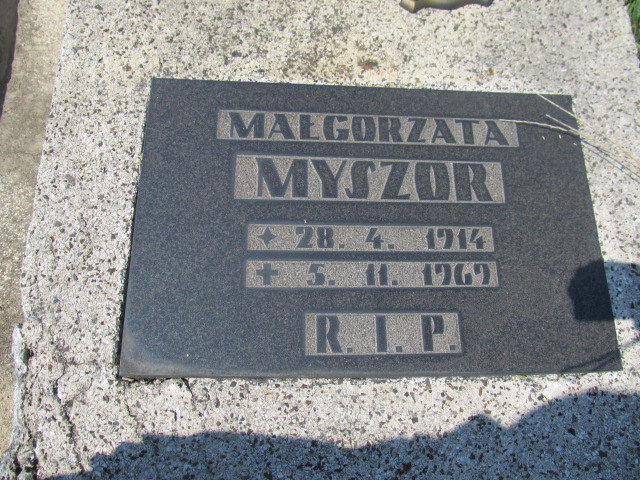 MAŁGORZATA
MYSZOR
✦ 28. 4. 1914
✝ 5. 11. 1969
R. I. P.